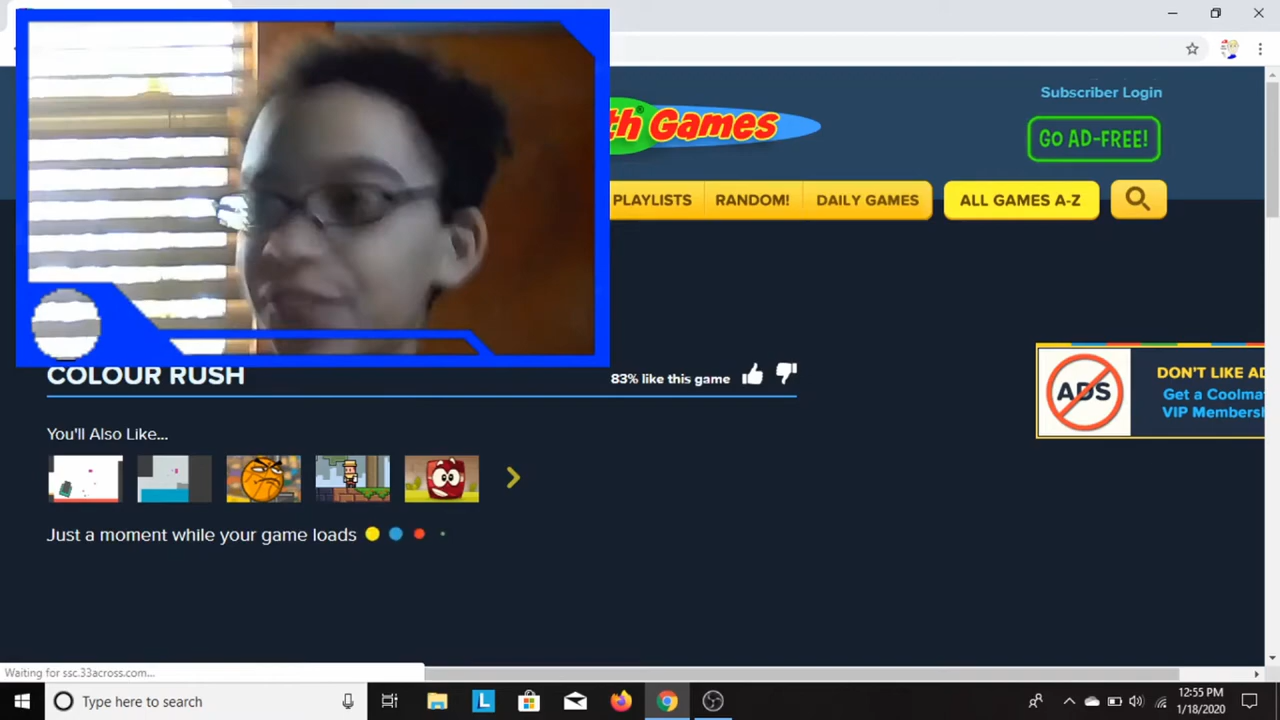 Subscriber Login
th Games
GO AD-FREE!
PLAYLISTS
RANDOM!
DAILY GAMES
ALL GAMES A-Z
COLOUR RUSH
83% like this game
ADS
DON'T LIKE AD
Get a Coolma
VIP Membersl
You'll Also Like...
Just a moment while your game loads
Waiting for ssc.33across.com...
Type here to search
L
12:55 PM
1/18/2020